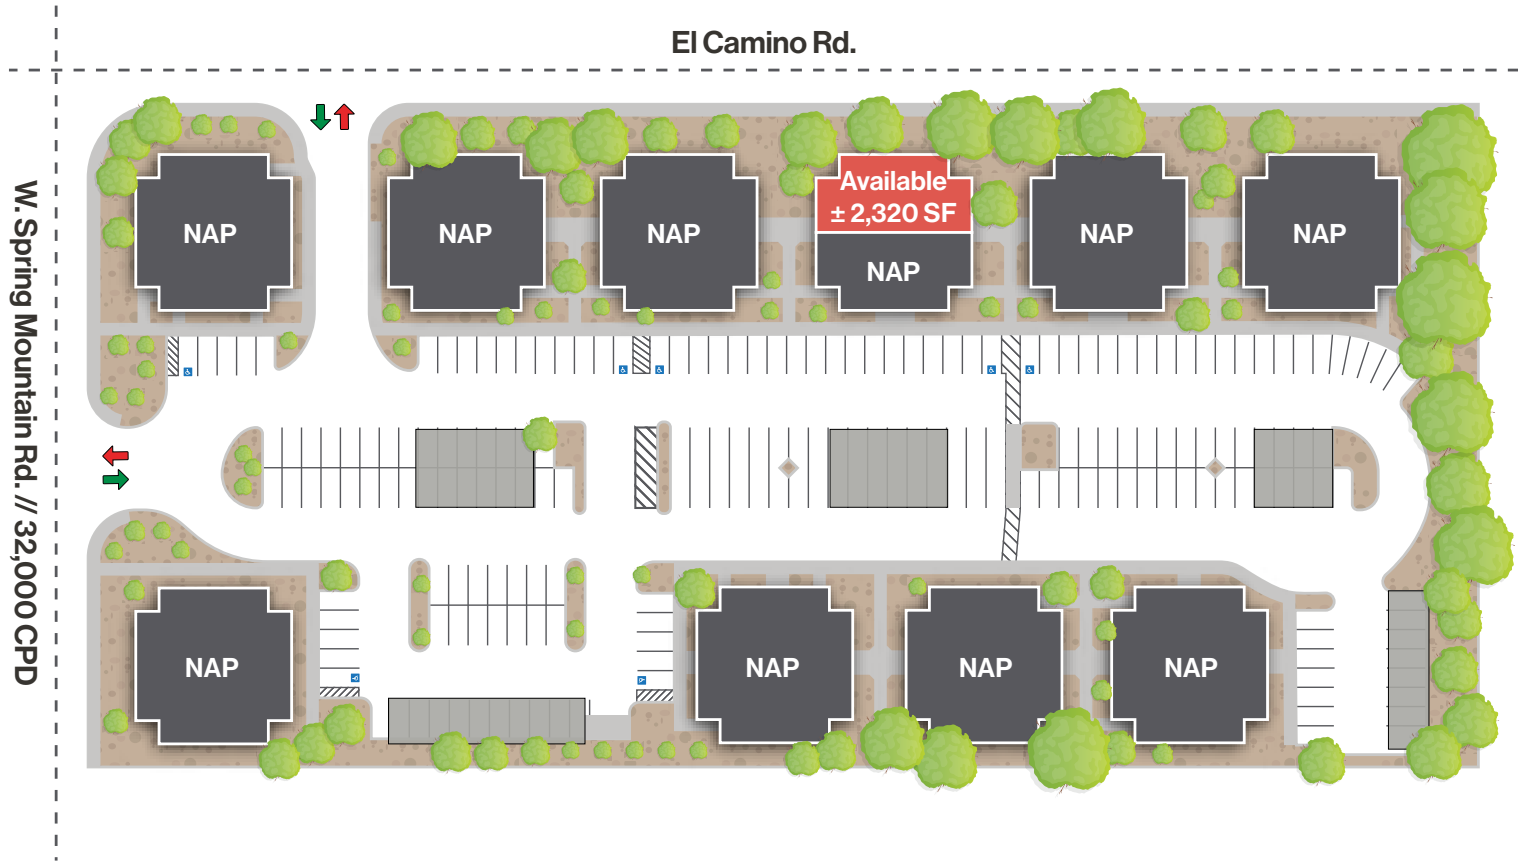 El Camino Rd.
W. Spring Mountain Rd. // 32,000 CPD
NAP
NAP
NAP
Available
± 2,320 SF
NAP
NAP
NAP
NAP
NAP
NAP
NAP